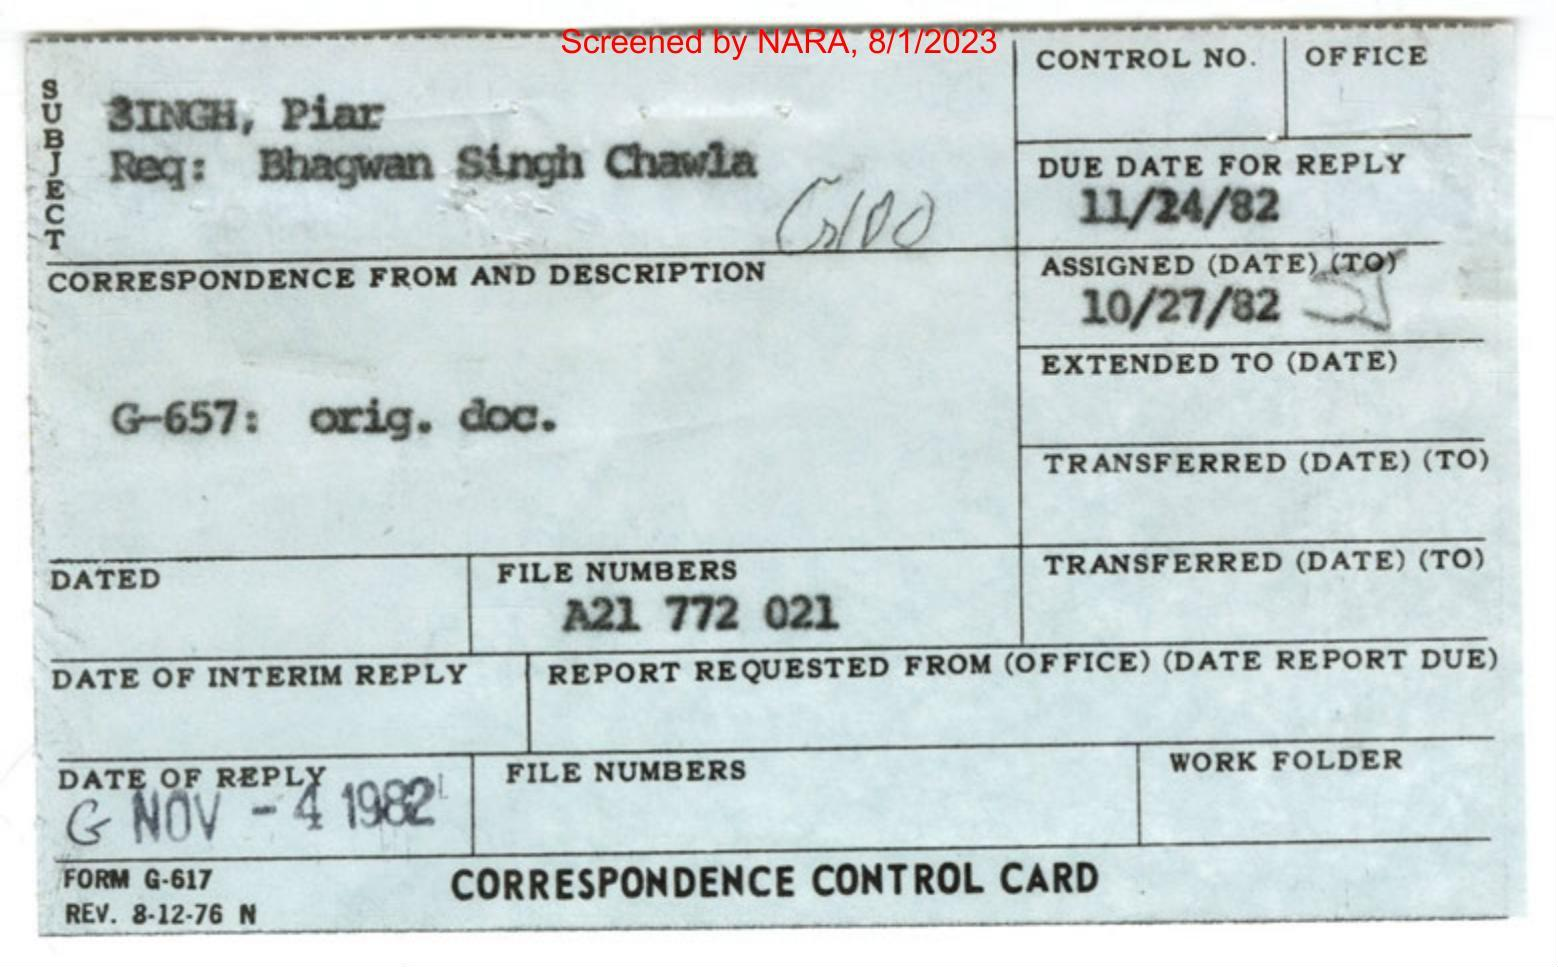 Screened by NARA, 8/1/2023
SUBJECT
SINGH, Piar
Req: Bhagwan Singh Chawla
CONTROL NO.
OFFICE
DUE DATE FOR REPLY
11/24/82
CORRESPONDENCE FROM AND DESCRIPTION
G-657: orig. doc.
ASSIGNED (DATE) (TO)
10/27/82
EXTENDED TO (DATE)
TRANSFERRED (DATE) (TO)
DATED
FILE NUMBERS
A21 772 021
TRANSFERRED (DATE) (TO)
DATE OF INTERIM REPLY
REPORT REQUESTED FROM (OFFICE) (DATE REPORT DUE)
DATE OF REPLY
G NOV - 4 1982
FILE NUMBERS
WORK FOLDER
FORM G-617
REV. 8-12-76 N
CORRESPONDENCE CONTROL CARD